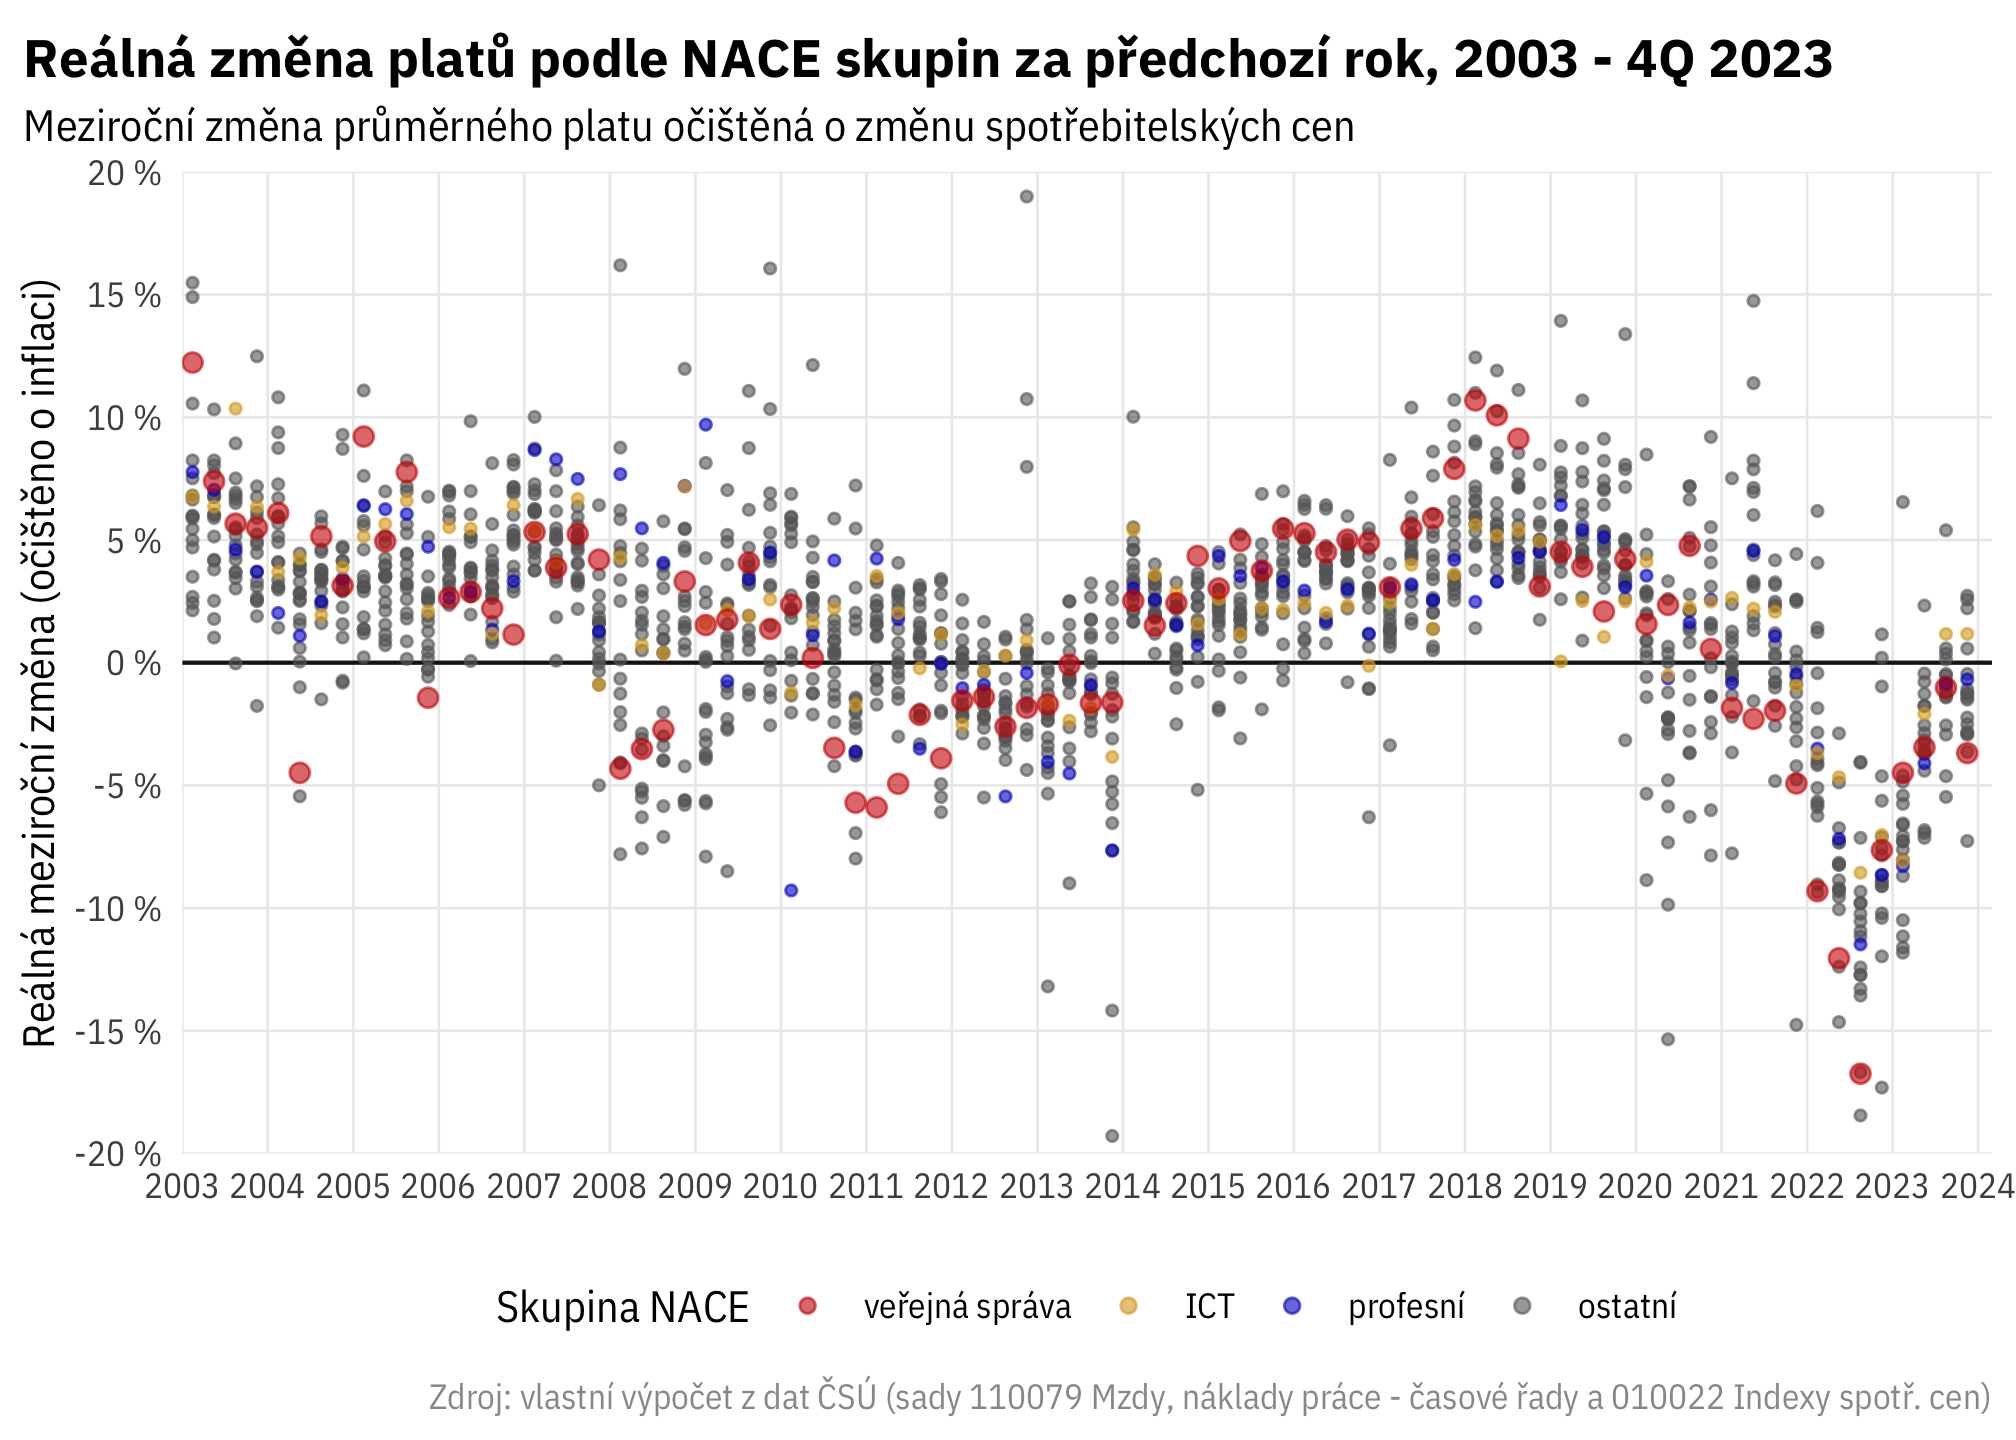 Reálná změna platů podle NACE skupin za předchozí rok, 2003 - 4Q 2023
Meziroční změna průměrného platu očištěná o změnu spotřebitelských cen
Reálná meziroční změna (očištěno o inflaci)
20 %
15 %
10 %
5 %
0 %
-5 %
-10 %
-15 %
-20 %
2003 2004 2005 2006 2007 2008 2009 2010 2011 2012 2013 2014 2015 2016 2017 2018 2019 2020 2021 2022 2023 2024
Skupina NACE veřejná správa ICT profesní ostatní
Zdroj: vlastní výpočet z dat ČSÚ (sady 110079 Mzdy, náklady práce - časové řady a 010022 Indexy spotř. cen)